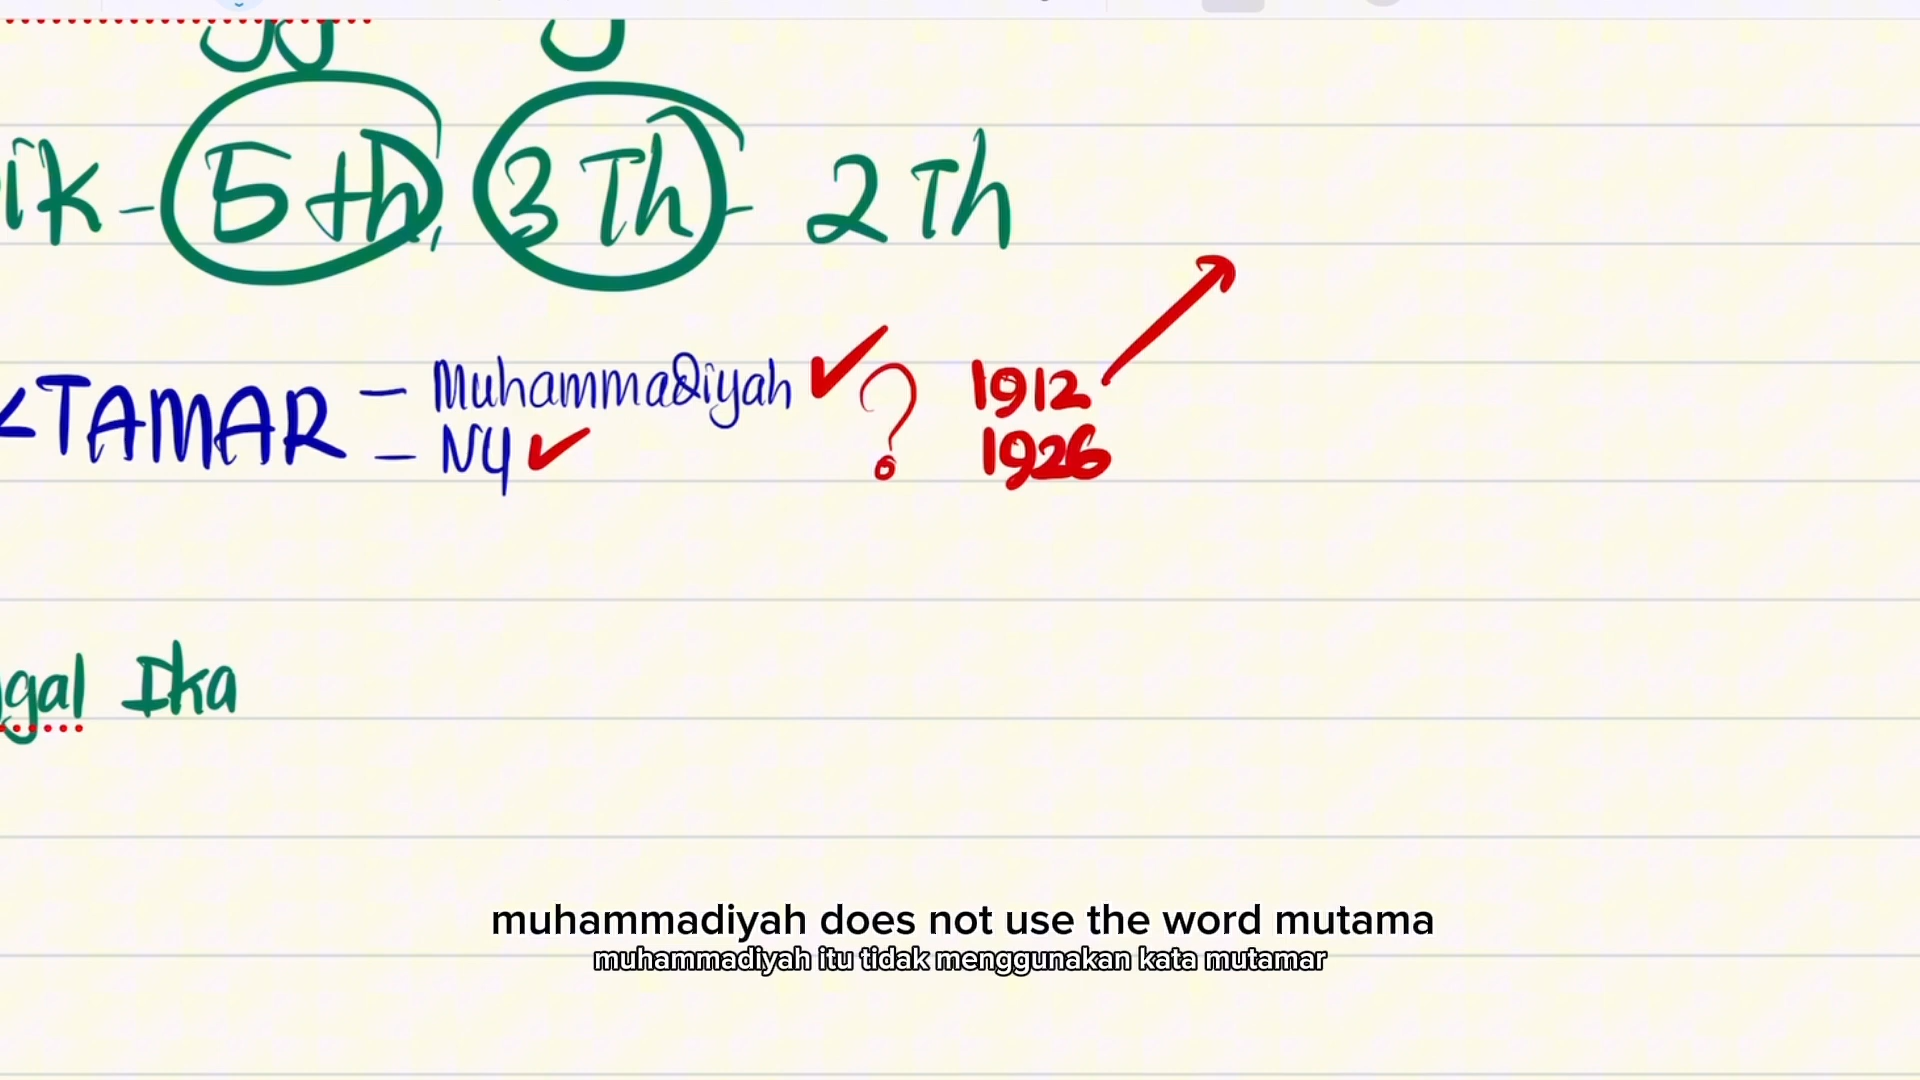 ik - 5th, 3 Th - 2 Th
KTAMAR - Muhammadiyah ✓ ? 1912
- NU ✓ 1926
gal Ika
muhammadiyah does not use the word mutama
muhammadiyah itu tidak menggunakan kata mutamar